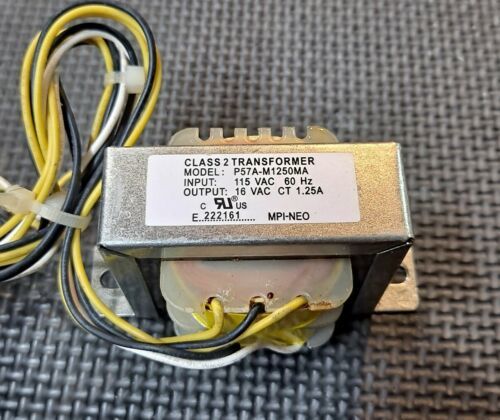 CLASS 2 TRANSFORMER
MODEL: P57A-M1250MA
INPUT: 115 VAC 60 Hz
OUTPUT: 16 VAC CT 1.25A
C RU® US
E 222161 MPI-NEO